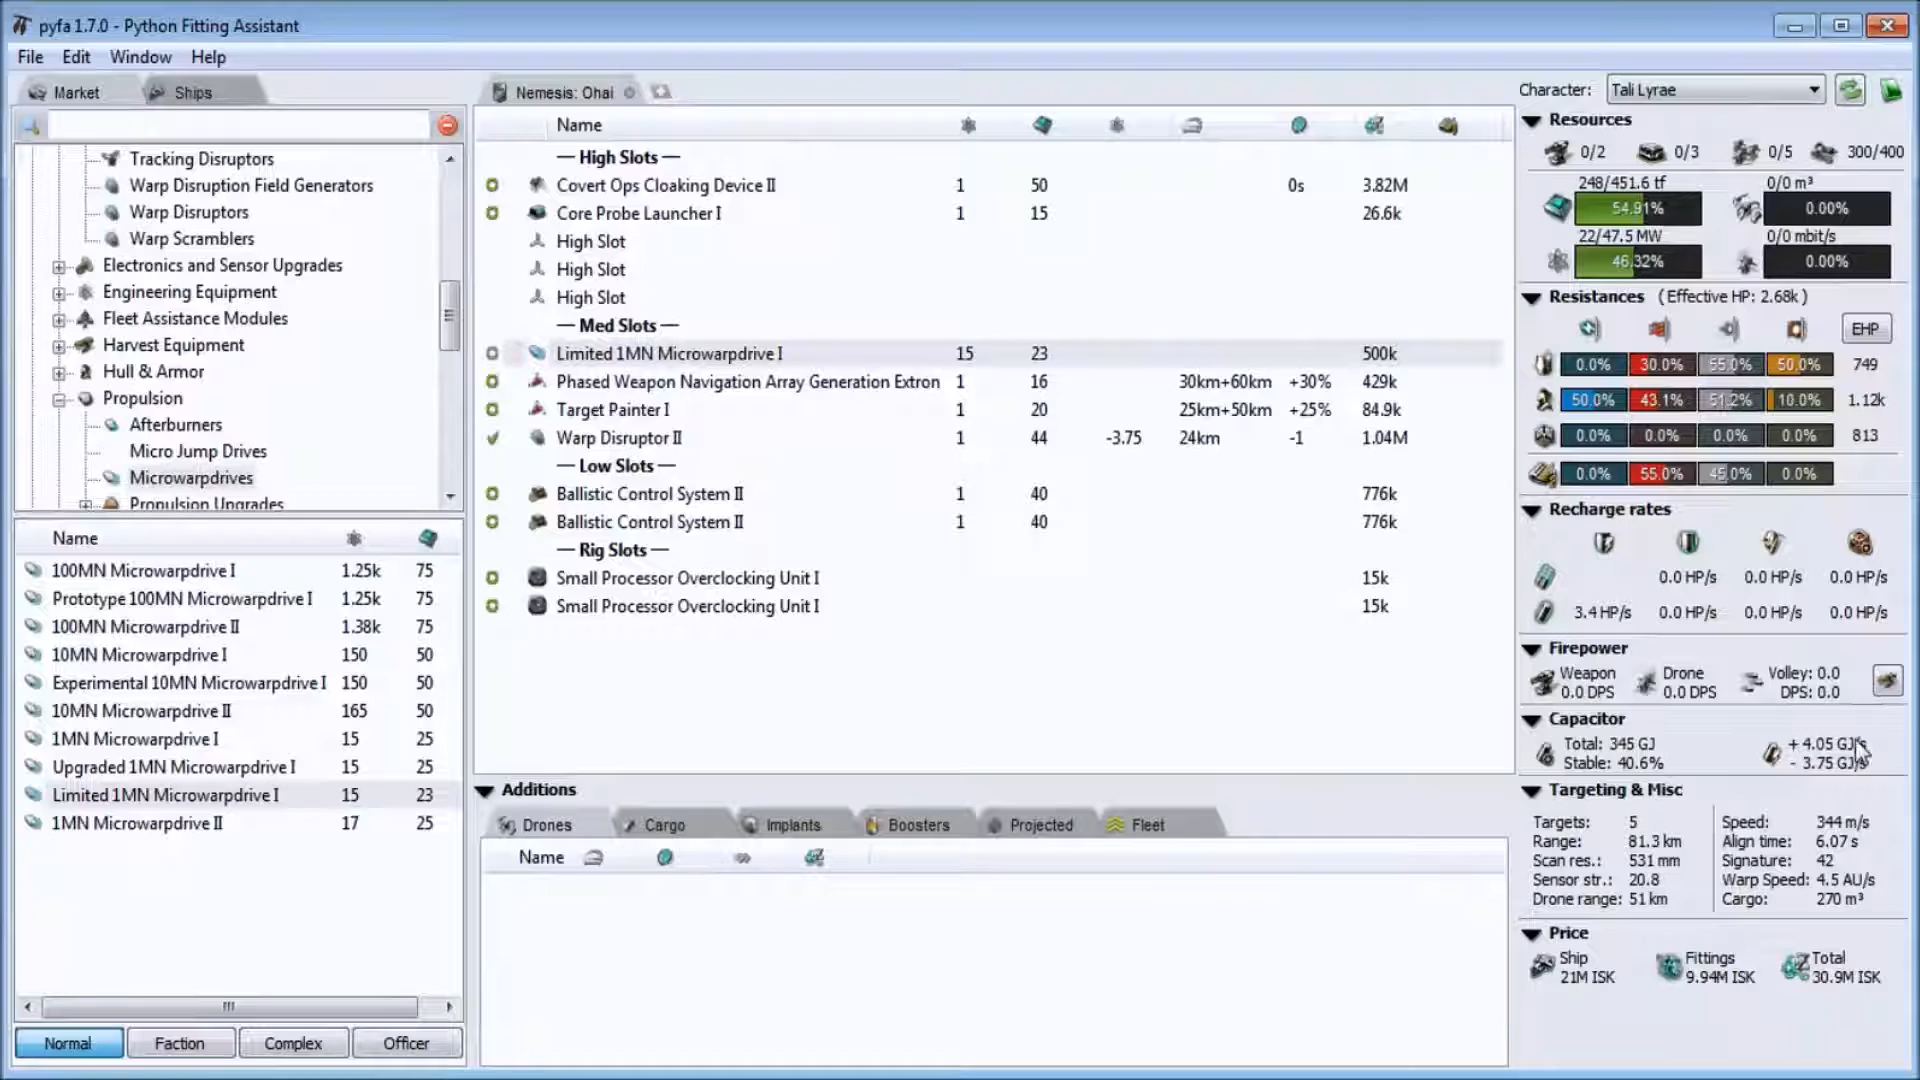 pyfa 1.7.0 - Python Fitting Assistant
File Edit Window Help
Market Ships
Tracking Disruptors
Warp Disruption Field Generators
Warp Disruptors
Warp Scramblers
Electronics and Sensor Upgrades
Engineering Equipment
Fleet Assistance Modules
Harvest Equipment
Hull & Armor
Propulsion
Afterburners
Micro Jump Drives
Microwarpdrives
Propulsion Upgrades
Name
100MN Microwarpdrive I 1.25k 75
Prototype 100MN Microwarpdrive I 1.25k 75
100MN Microwarpdrive II 1.38k 75
10MN Microwarpdrive I 150 50
Experimental 10MN Microwarpdrive I 150 50
10MN Microwarpdrive II 165 50
1MN Microwarpdrive I 15 25
Upgraded 1MN Microwarpdrive I 15 25
Limited 1MN Microwarpdrive I 15 23
1MN Microwarpdrive II 17 25
Normal Faction Complex Officer
Nemesis: Ohai
Name
— High Slots —
Covert Ops Cloaking Device II 1 50 0s 3.82M
Core Probe Launcher I 1 15 26.6k
High Slot
High Slot
High Slot
— Med Slots —
Limited 1MN Microwarpdrive I 15 23 500k
Phased Weapon Navigation Array Generation Extron 1 16 30km+60km +30% 429k
Target Painter I 1 20 25km+50km +25% 84.9k
Warp Disruptor II 1 44 -3.75 24km -1 1.04M
— Low Slots —
Ballistic Control System II 1 40 776k
Ballistic Control System II 1 40 776k
— Rig Slots —
Small Processor Overclocking Unit I 15k
Small Processor Overclocking Unit I 15k
Additions
Drones Cargo Implants Boosters Projected Fleet
Name
Character: Tali Lyrae
Resources
0/2 0/3 0/5 300/400
248/451.6 tf 0/0 m³
54.91% 0.00%
22/47.5 MW 0/0 mbit/s
46.32% 0.00%
Resistances ( Effective HP: 2.68k )
EHP
0.0% 30.0% 55.0% 50.0% 749
50.0% 43.1% 51.2% 10.0% 1.12k
0.0% 0.0% 0.0% 0.0% 813
0.0% 55.0% 45.0% 0.0%
Recharge rates
0.0 HP/s 0.0 HP/s 0.0 HP/s
3.4 HP/s 0.0 HP/s 0.0 HP/s 0.0 HP/s
Firepower
Weapon Drone Volley: 0.0
0.0 DPS 0.0 DPS DPS: 0.0
Capacitor
Total: 345 GJ + 4.05 GJ/s
Stable: 40.6% - 3.75 GJ/s
Targeting & Misc
Targets: 5 Speed: 344 m/s
Range: 81.3 km Align time: 6.07 s
Scan res.: 531 mm Signature: 42
Sensor str.: 20.8 Warp Speed: 4.5 AU/s
Drone range: 51 km Cargo: 270 m³
Price
Ship Fittings Total
21M ISK 9.94M ISK 30.9M ISK